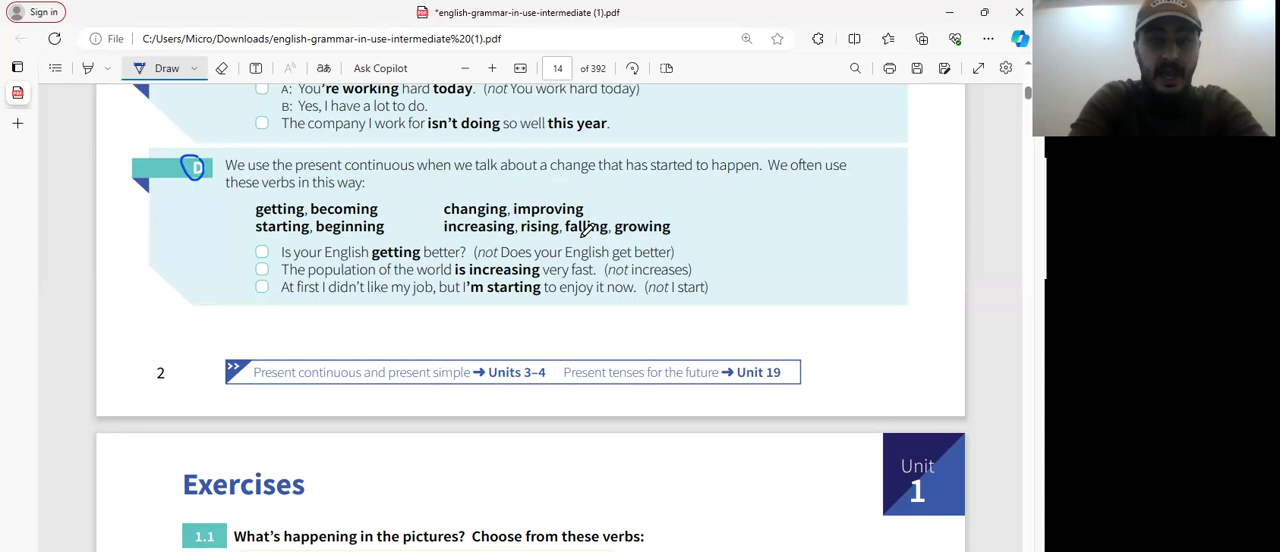 Sign in
*english-grammar-in-use-intermediate (1).pdf
File C:/Users/Micro/Downloads/english-grammar-in-use-intermediate%20(1).pdf
Draw
Ask Copilot
14 of 392
A: You're working hard today. (not You work hard today)
B: Yes, I have a lot to do.
The company I work for isn't doing so well this year.
D We use the present continuous when we talk about a change that has started to happen. We often use
these verbs in this way:
getting, becoming changing, improving
starting, beginning increasing, rising, falling, growing
Is your English getting better? (not Does your English get better)
The population of the world is increasing very fast. (not increases)
At first I didn't like my job, but I'm starting to enjoy it now. (not I start)
2 Present continuous and present simple ➜ Units 3–4 Present tenses for the future ➜ Unit 19
Unit
1
Exercises
1.1 What's happening in the pictures? Choose from these verbs: